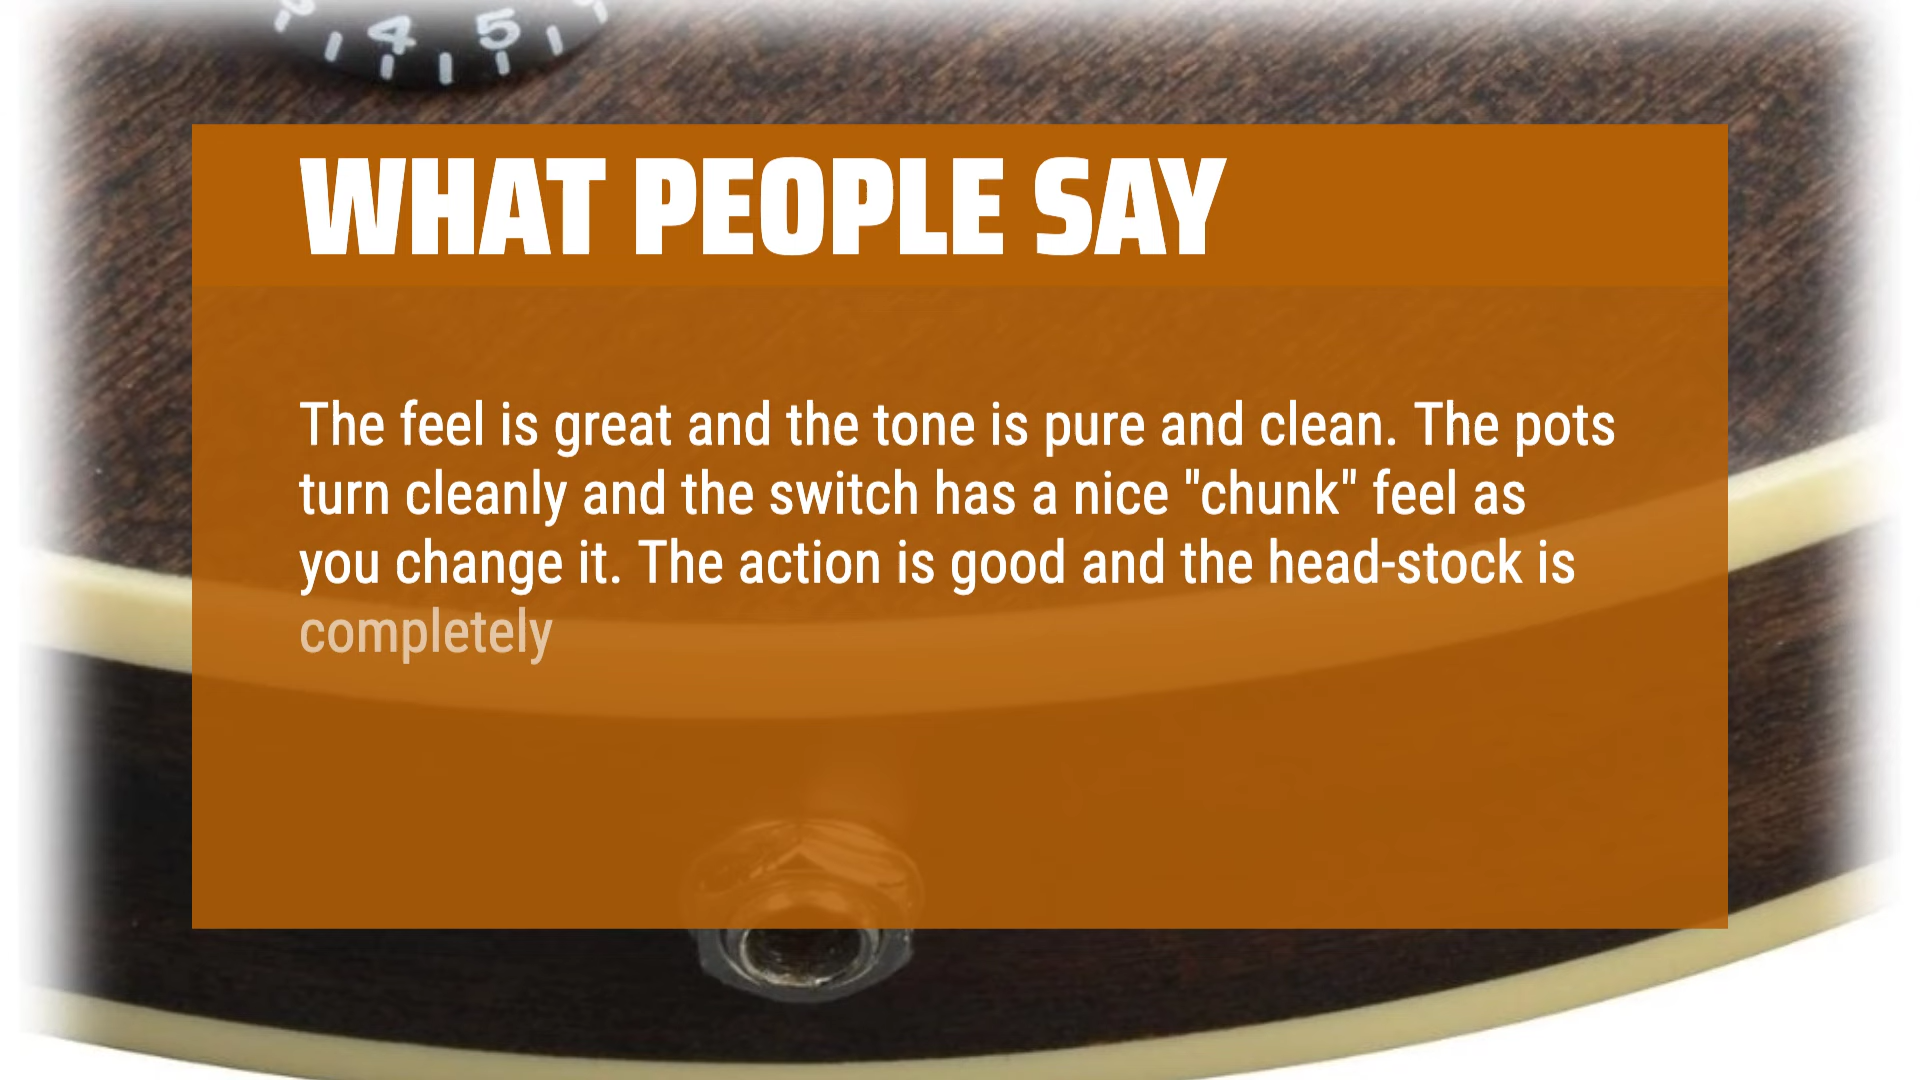 4 5
WHAT PEOPLE SAY
The feel is great and the tone is pure and clean. The pots
turn cleanly and the switch has a nice "chunk" feel as
you change it. The action is good and the head-stock is
completely